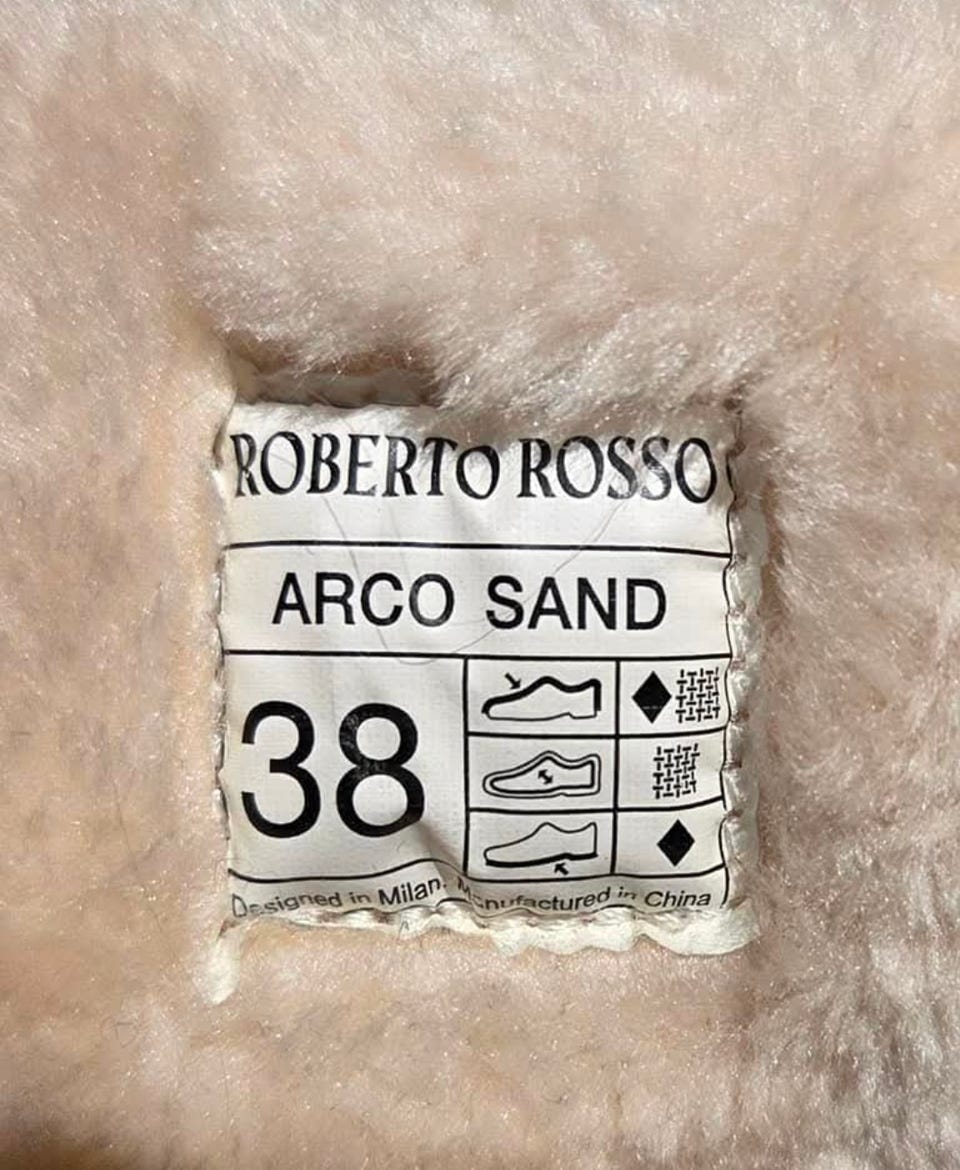 ROBERTO ROSSO
ARCO SAND
38
Designed in Milan. Manufactured in China